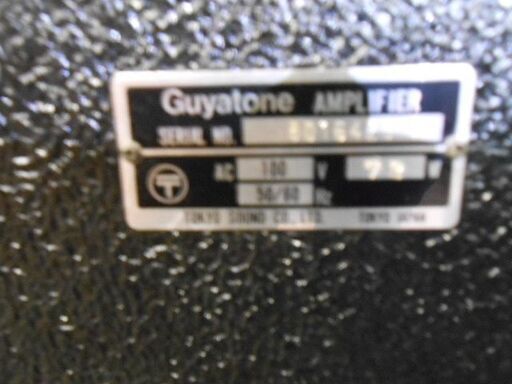 Guyatone AMPLIFIER
SERIAL NO.
T AC 100 V W
50/60 Hz
TOKYO SOUND CO., LTD. TOKYO JAPAN